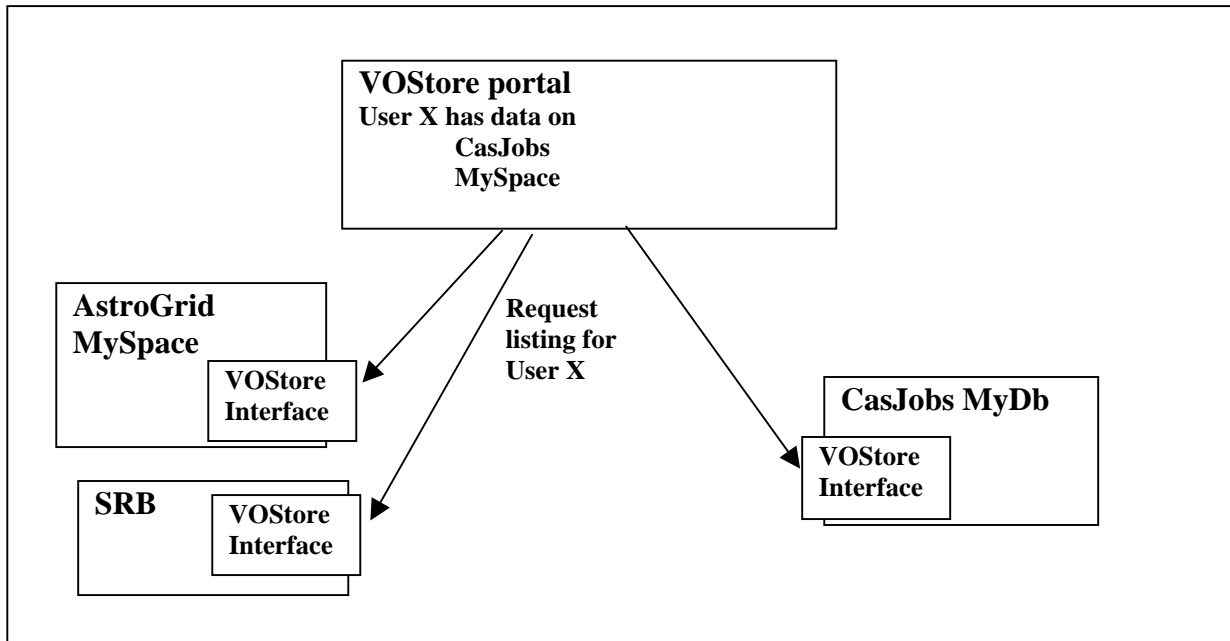 VOStore portal
User X has data on
CasJobs
MySpace
AstroGrid
MySpace
VOStore
Interface
Request
listing for
User X
CasJobs MyDb
VOStore
Interface
SRB
VOStore
Interface